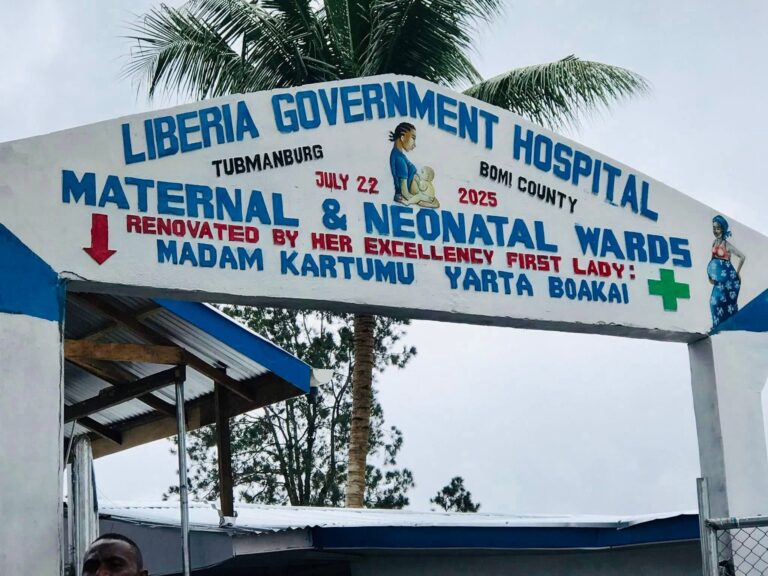 LIBERIA GOVERNMENT HOSPITAL
TUBMANBURG
BOMI COUNTY
JULY 22 2025
MATERNAL & NEONATAL WARDS
RENOVATED BY HER EXCELLENCY FIRST LADY:
MADAM KARTUMU YARTA BOAKAI